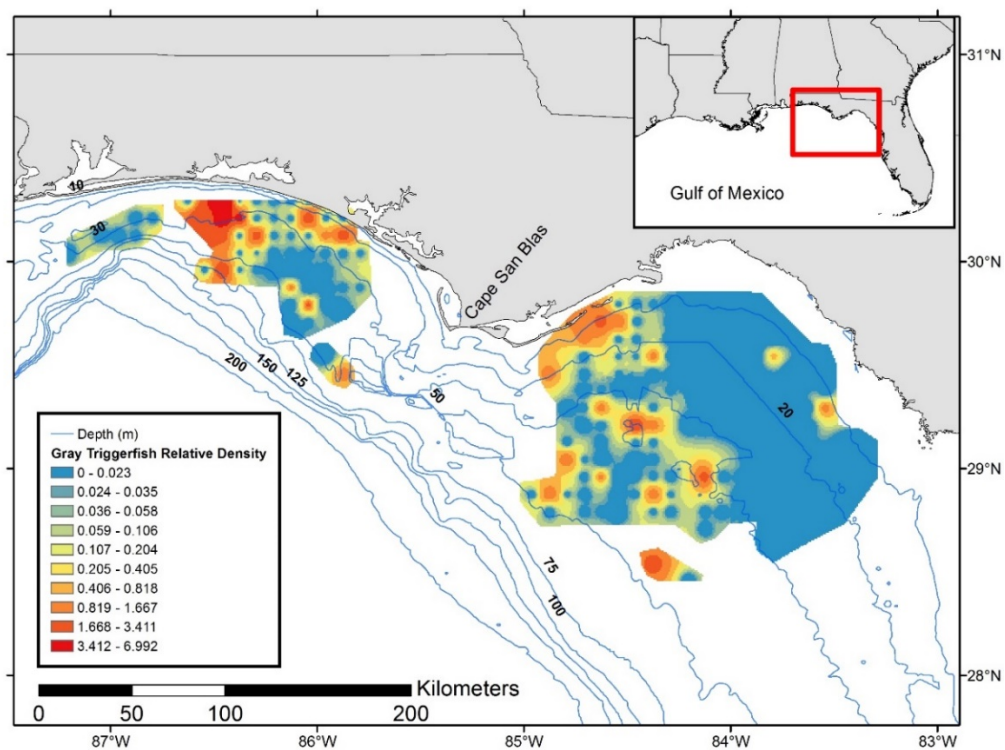 31°N
Gulf of Mexico
10
30
30°N
Cape San Blas
200
150
125
50
20
29°N
Depth (m)
Gray Triggerfish Relative Density
0 - 0.023
0.024 - 0.035
0.036 - 0.058
0.059 - 0.106
0.107 - 0.204
0.205 - 0.405
0.406 - 0.818
0.819 - 1.667
1.668 - 3.411
3.412 - 6.992
75
100
28°N
Kilometers
0 50 100 200
87°W 86°W 85°W 84°W 83°W